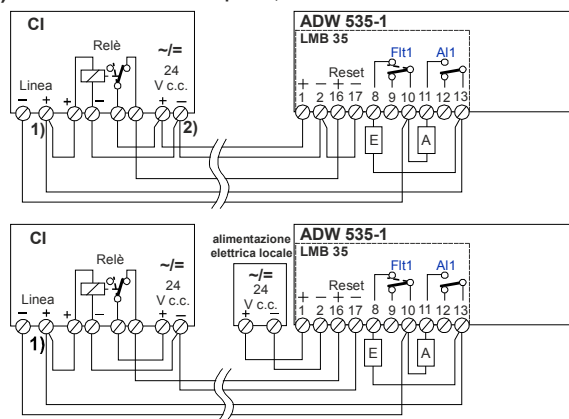 CI
ADW 535-1
LMB 35
Relè
~/=
24
V c.c.
Linea
Flt1
Al1
Reset
+ − + −
1 2 16 17 8 9 10 11 12 13
− + + − + −
1) 2)
E A
CI
ADW 535-1
alimentazione
elettrica locale
LMB 35
Relè
~/=
24
V c.c.
Linea
~/=
24
V c.c.
Flt1
Al1
Reset
+ − + −
1 2 16 17 8 9 10 11 12 13
− + + − + −
+ −
1)
E A